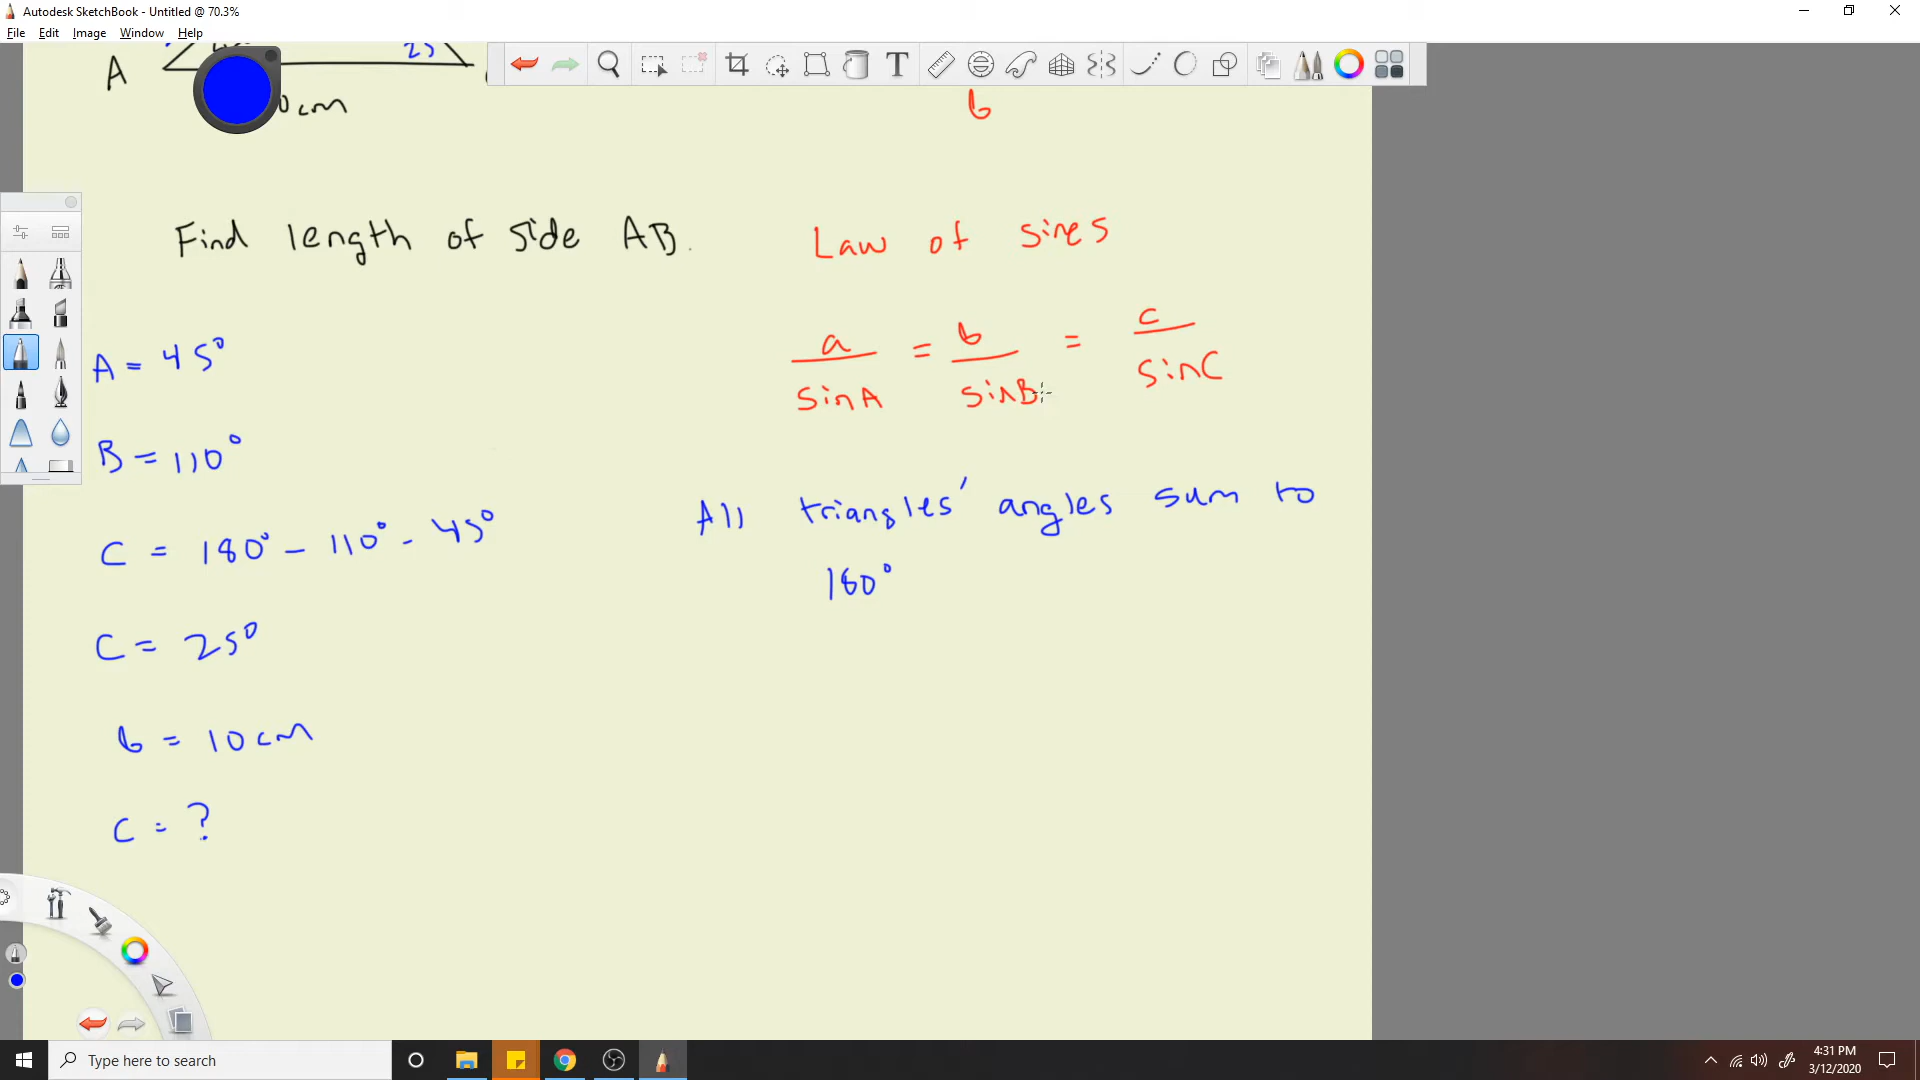 Autodesk SketchBook - Untitled @ 70.3%
File Edit Image Window Help
A
25
0cm
b
T
Find length of side AB.
Law of sines
a/sinA = b/sinB = c/sinC
A = 45°
B = 110°
All triangles' angles sum to
180°
C = 180° - 110° - 45°
C = 25°
b = 10cm
c = ?
Type here to search
4:31 PM
3/12/2020